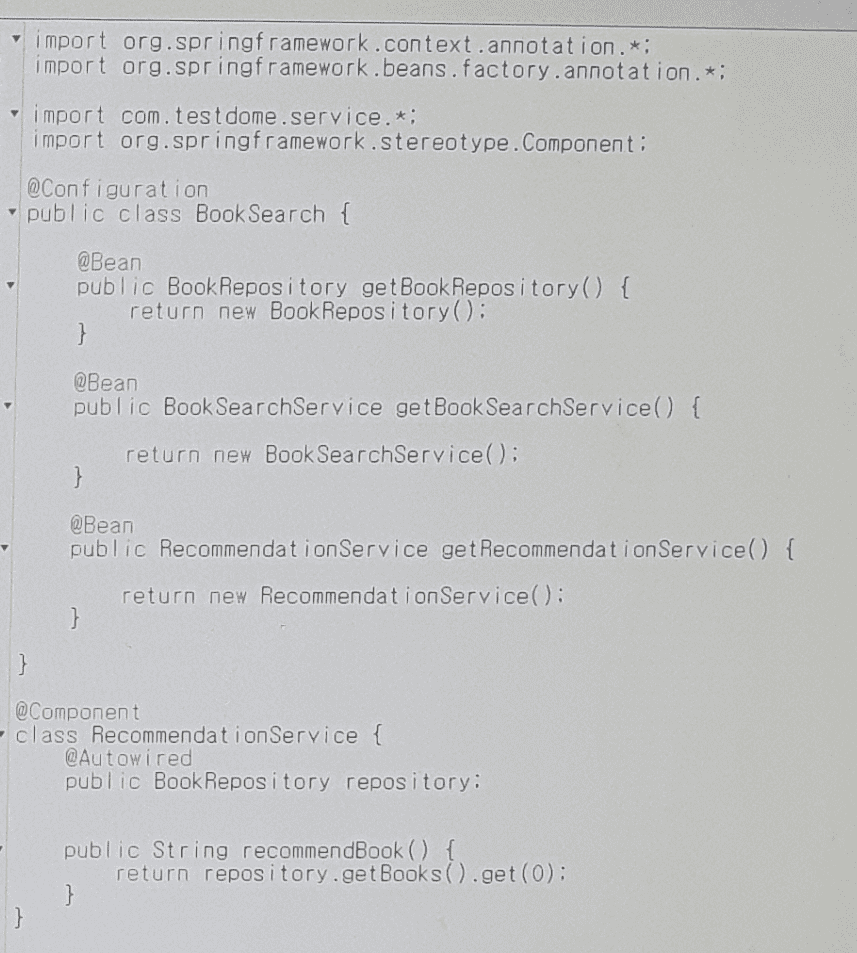 import org.springframework.context.annotation.*;
import org.springframework.beans.factory.annotation.*;
import com.testdome.service.*;
import org.springframework.stereotype.Component;
@Configuration
public class BookSearch {
@Bean
public BookRepository getBookRepository() {
return new BookRepository();
}
@Bean
public BookSearchService getBookSearchService() {
return new BookSearchService();
}
@Bean
public RecommendationService getRecommendationService() {
return new RecommendationService();
}
}
@Component
class RecommendationService {
@Autowired
public BookRepository repository;
public String recommendBook() {
return repository.getBooks().get(0);
}
}